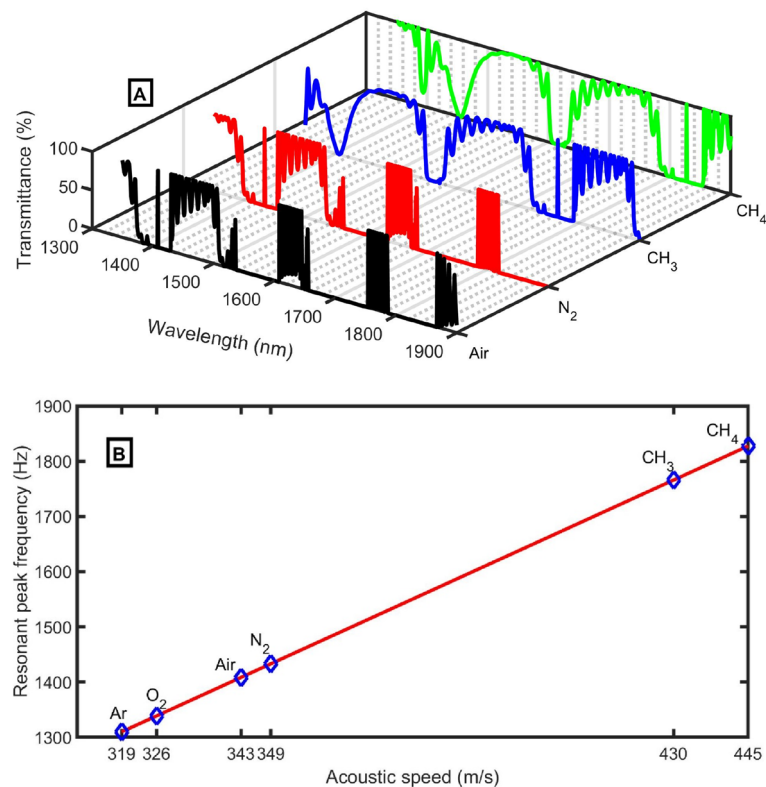 A
Transmittance (%)
100
50
0
1300
1400
1500
1600
1700
1800
1900
Wavelength (nm)
Air
N2
CH3
CH4
B
Resonant peak frequency (Hz)
1900
1800
1700
1600
1500
1400
1300
Ar
O2
Air
N2
CH3
CH4
319 326 343 349 430 445
Acoustic speed (m/s)